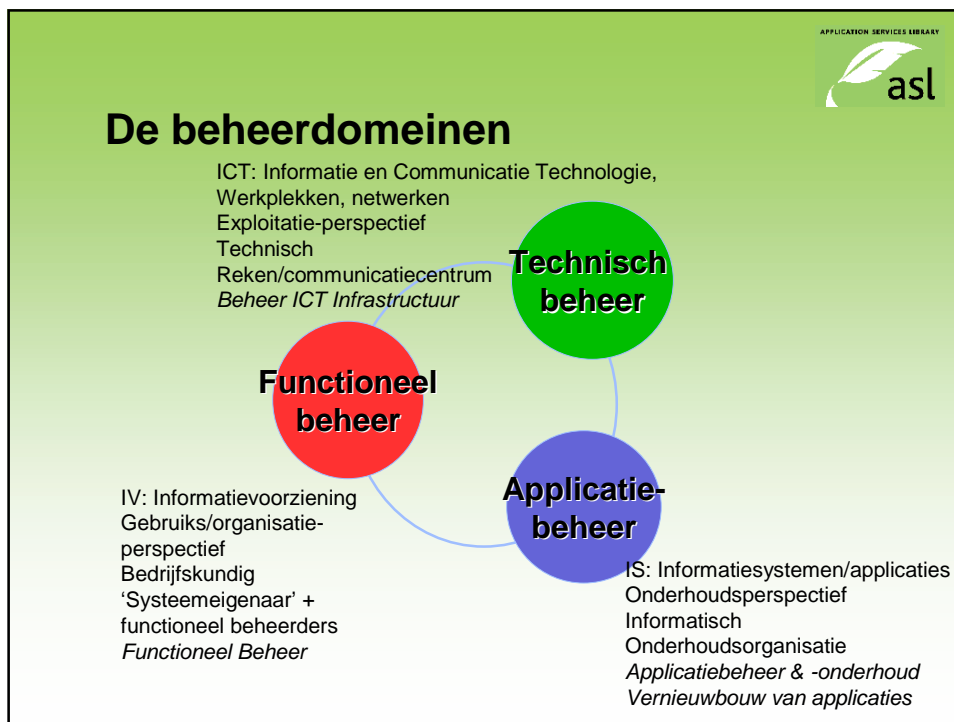 APPLICATION SERVICES LIBRARY
asl
De beheerdomeinen
ICT: Informatie en Communicatie Technologie,
Werkplekken, netwerken
Exploitatie-perspectief
Technisch
Reken/communicatiecentrum
Beheer ICT Infrastructuur
Technisch
beheer
Functioneel
beheer
Applicatie-
beheer
IV: Informatievoorziening
Gebruiks/organisatie-
perspectief
Bedrijfskundig
‘Systeemeigenaar’ +
functioneel beheerders
Functioneel Beheer
IS: Informatiesystemen/applicaties
Onderhoudsperspectief
Informatisch
Onderhoudsorganisatie
Applicatiebeheer & -onderhoud
Vernieuwbouw van applicaties